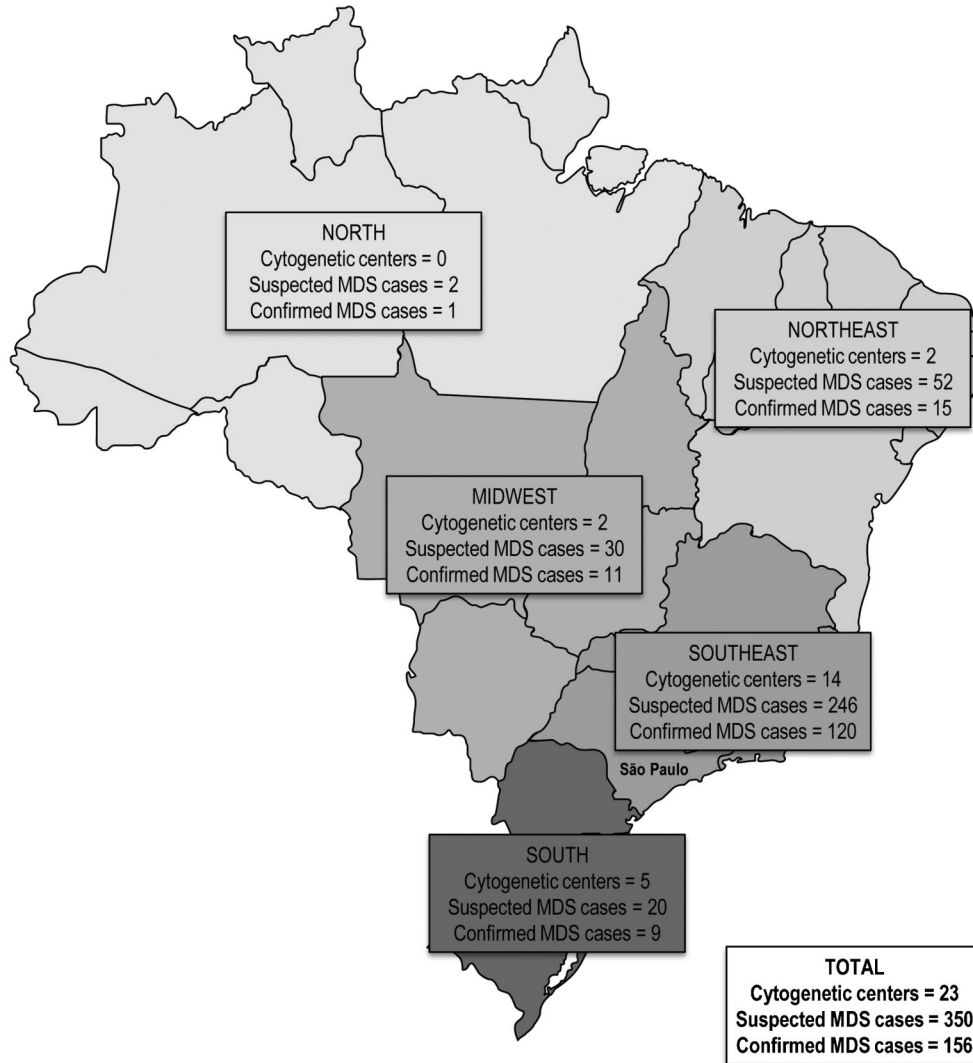 NORTH
Cytogenetic centers = 0
Suspected MDS cases = 2
Confirmed MDS cases = 1
NORTHEAST
Cytogenetic centers = 2
Suspected MDS cases = 52
Confirmed MDS cases = 15
MIDWEST
Cytogenetic centers = 2
Suspected MDS cases = 30
Confirmed MDS cases = 11
SOUTHEAST
Cytogenetic centers = 14
Suspected MDS cases = 246
Confirmed MDS cases = 120
São Paulo
SOUTH
Cytogenetic centers = 5
Suspected MDS cases = 20
Confirmed MDS cases = 9
TOTAL
Cytogenetic centers = 23
Suspected MDS cases = 350
Confirmed MDS cases = 156